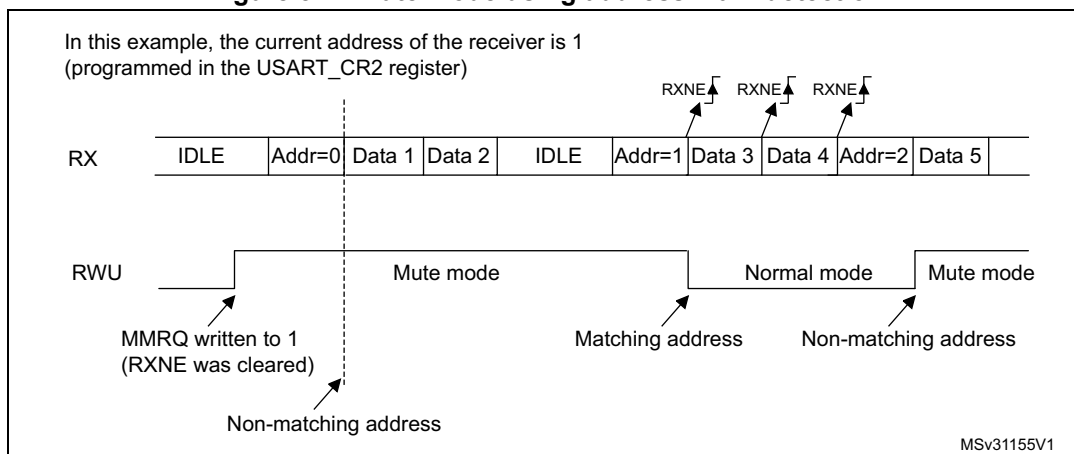 In this example, the current address of the receiver is 1
(programmed in the USART_CR2 register)
RXNE RXNE RXNE
RX IDLE Addr=0 Data 1 Data 2 IDLE Addr=1 Data 3 Data 4 Addr=2 Data 5
RWU Mute mode Normal mode Mute mode
MMRQ written to 1 Matching address Non-matching address
(RXNE was cleared)
Non-matching address
MSv31155V1